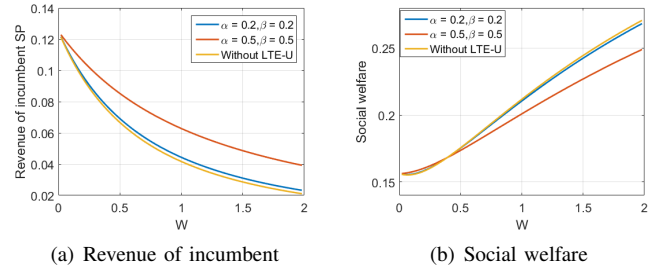 Revenue of incumbent SP
0.14
0.12
0.1
0.08
0.06
0.04
0.02
0
0.5
1
1.5
2
W
α = 0.2,β = 0.2
α = 0.5,β = 0.5
Without LTE-U
(a) Revenue of incumbent
Social welfare
0.25
0.2
0.15
0
0.5
1
1.5
2
W
α = 0.2,β = 0.2
α = 0.5,β = 0.5
Without LTE-U
(b) Social welfare